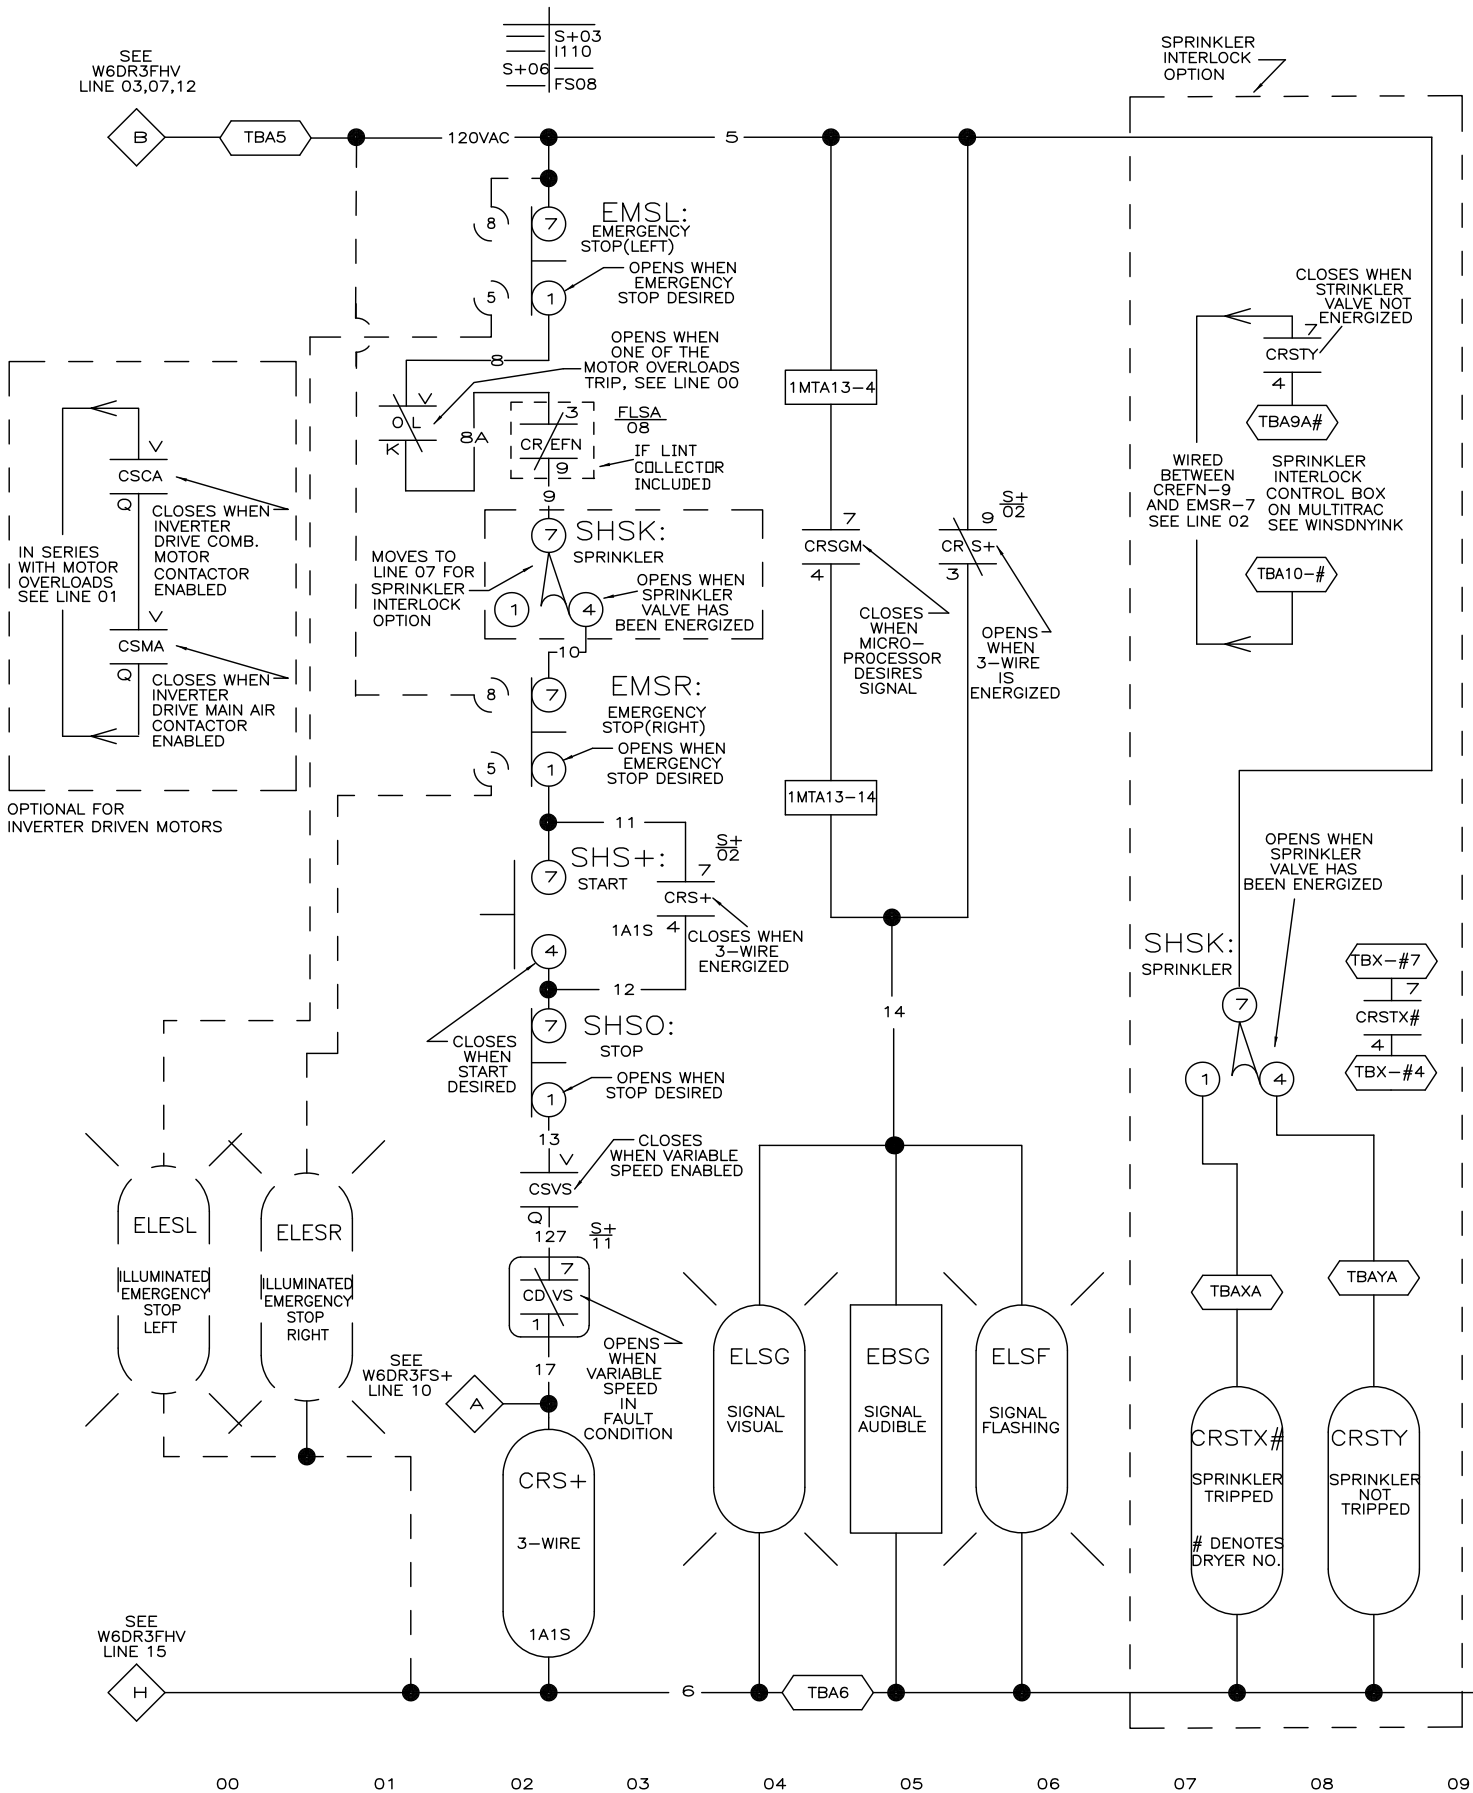 S+03
I110
S+06
FS08
SEE
W6DR3FHV
LINE 03,07,12
B
TBA5
120VAC
5
SPRINKLER
INTERLOCK
OPTION
8
7
EMSL:
EMERGENCY
STOP(LEFT)
5
1
OPENS WHEN
EMERGENCY
STOP DESIRED
8
OPENS WHEN
ONE OF THE
MOTOR OVERLOADS
TRIP, SEE LINE 00
V
OL
K
8A
3
CR EFN
9
FLSA
08
IF LINT
COLLECTOR
INCLUDED
9
1MTA13-4
CLOSES WHEN
STRINKLER
VALVE NOT
ENERGIZED
7
CRSTY
4
TBA9A#
WIRED
BETWEEN
CREFN-9
AND EMSR-7
SEE LINE 02
SPRINKLER
INTERLOCK
CONTROL BOX
ON MULTITRAC
SEE WINSDNYINK
TBA10-#
V
CSCA
Q
CLOSES WHEN
INVERTER
DRIVE COMB.
MOTOR
CONTACTOR
ENABLED
IN SERIES
WITH MOTOR
OVERLOADS
SEE LINE 01
V
CSMA
Q
CLOSES WHEN
INVERTER
DRIVE MAIN AIR
CONTACTOR
ENABLED
OPTIONAL FOR
INVERTER DRIVEN MOTORS
MOVES TO
LINE 07 FOR
SPRINKLER
INTERLOCK
OPTION
7
SHSK:
SPRINKLER
1
4
OPENS WHEN
SPRINKLER
VALVE HAS
BEEN ENERGIZED
10
7
CRSGM
4
CLOSES
WHEN
MICRO-
PROCESSOR
DESIRES
SIGNAL
S+
02
9
CR S+
3
OPENS
WHEN
3-WIRE
IS
ENERGIZED
8
7
EMSR:
EMERGENCY
STOP(RIGHT)
5
1
OPENS WHEN
EMERGENCY
STOP DESIRED
1MTA13-14
11
7
SHS+:
START
S+
02
7
CRS+
4
1A1S
CLOSES WHEN
3-WIRE
ENERGIZED
4
12
CLOSES
WHEN
START
DESIRED
7
SHSO:
STOP
1
OPENS WHEN
STOP DESIRED
14
OPENS WHEN
SPRINKLER
VALVE HAS
BEEN ENERGIZED
SHSK:
SPRINKLER
7
1
4
TBX-#7
7
CRSTX#
4
TBX-#4
13
V
CSVS
Q
CLOSES
WHEN VARIABLE
SPEED ENABLED
127
S+
11
7
CD VS
1
OPENS
WHEN
VARIABLE
SPEED
IN
FAULT
CONDITION
17
ELESL
ILLUMINATED
EMERGENCY
STOP
LEFT
ELESR
ILLUMINATED
EMERGENCY
STOP
RIGHT
SEE
W6DR3FS+
LINE 10
A
CRS+
3-WIRE
1A1S
ELSG
SIGNAL
VISUAL
EBSG
SIGNAL
AUDIBLE
ELSF
SIGNAL
FLASHING
TBAXA
TBAYA
CRSTX#
SPRINKLER
TRIPPED
# DENOTES
DRYER NO.
CRSTY
SPRINKLER
NOT
TRIPPED
SEE
W6DR3FHV
LINE 15
H
6
TBA6
00 01 02 03 04 05 06 07 08 09